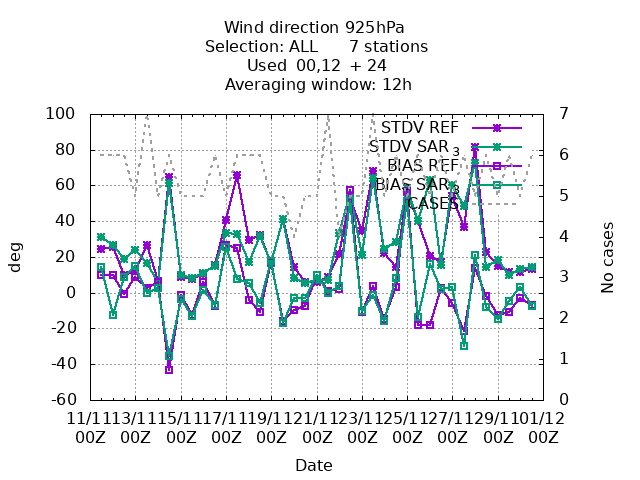 Wind direction 925hPa
Selection: ALL 7 stations
Used 00,12 + 24
Averaging window: 12h
100
80
60
40
20
0
-20
-40
-60
deg
7
6
5
4
3
2
1
0
No cases
STDV REF
STDV SAR_3
BIAS REF
BIAS SAR_3
CASES
11/11 13/11 15/11 17/11 19/11 21/11 23/11 25/11 27/11 29/11 01/12
00Z 00Z 00Z 00Z 00Z 00Z 00Z 00Z 00Z 00Z 00Z
Date